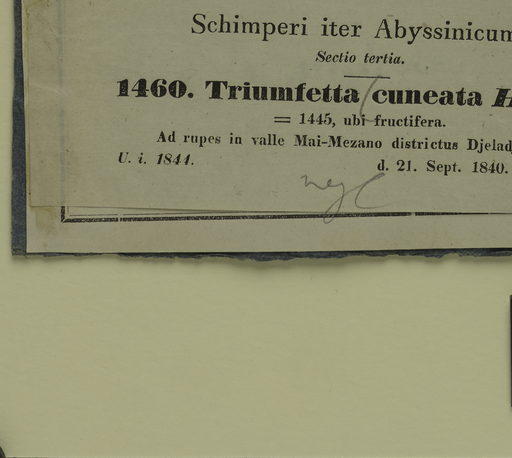 Schimperi iter Abyssinicum
Sectio tertia.
1460. Triumfetta cuneata H
= 1445, ubi fructifera.
Ad rupes in valle Mai-Mezano districtus Djelad
U. i. 1844. d. 21. Sept. 1840.